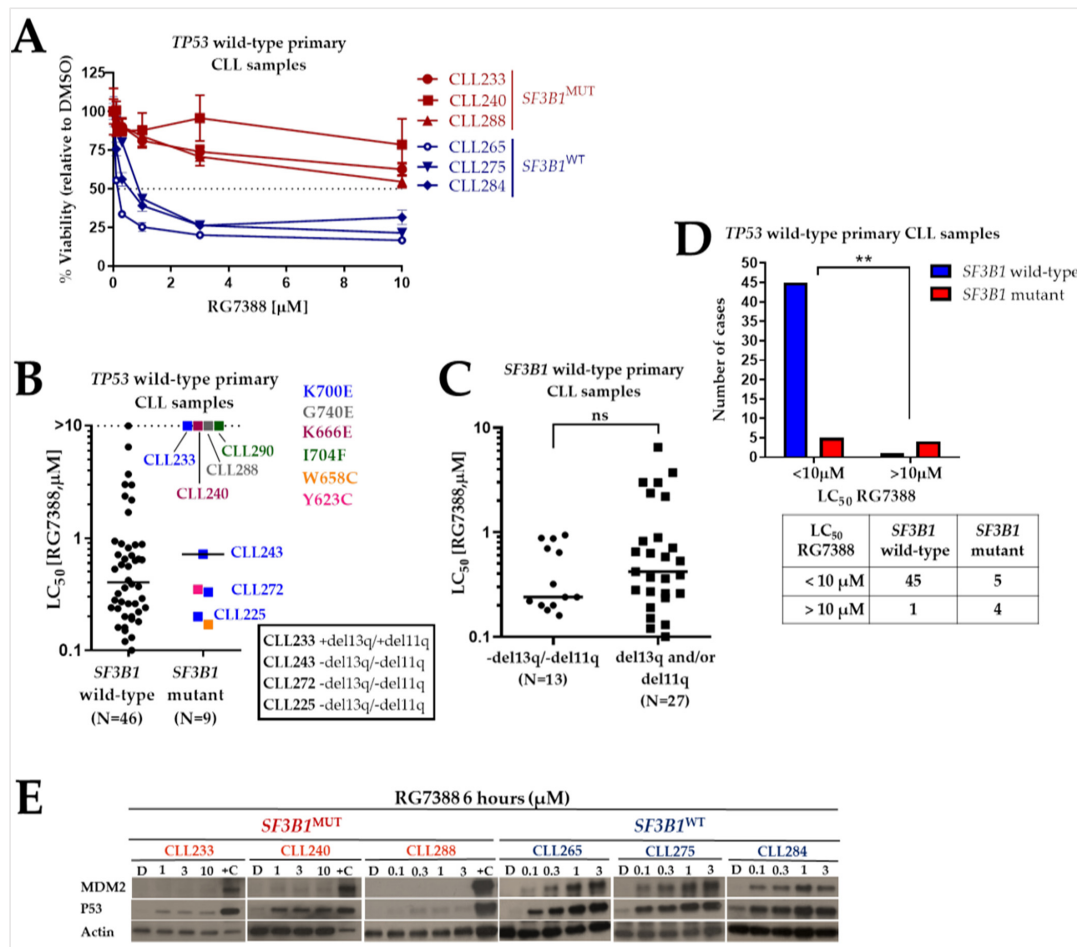 A
TP53 wild-type primary
CLL samples
% Viability (relative to DMSO)
125
100
75
50
25
0
0 2 4 6 8 10
RG7388 [µM]
CLL233
CLL240
CLL288
SF3B1MUT
CLL265
CLL275
CLL284
SF3B1WT
B
TP53 wild-type primary
CLL samples
LC50 [RG7388,µM]
>10
1
0.1
CLL233
CLL240
CLL288
CLL290
CLL243
CLL272
CLL225
K700E
G740E
K666E
I704F
W658C
Y623C
SF3B1
wild-type
(N=46)
SF3B1
mutant
(N=9)
CLL233 +del13q/+del11q
CLL243 -del13q/-del11q
CLL272 -del13q/-del11q
CLL225 -del13q/-del11q
C
SF3B1 wild-type primary
CLL samples
ns
LC50 [RG7388,µM]
10
1
0.1
-del13q/-del11q
(N=13)
del13q and/or
del11q
(N=27)
D
TP53 wild-type primary CLL samples
**
SF3B1 wild-type
SF3B1 mutant
Number of cases
50
45
40
35
30
25
20
15
10
5
0
<10µM >10µM
LC50 RG7388
LC50 RG7388 SF3B1 wild-type SF3B1 mutant
< 10 µM 45 5
> 10 µM 1 4
E
RG7388 6 hours (µM)
SF3B1MUT SF3B1WT
CLL233 CLL240 CLL288 CLL265 CLL275 CLL284
D 1 3 10 +C D 1 3 10 +C D 0.1 0.3 1 3 +C D 0.1 0.3 1 3 D 0.1 0.3 1 3 D 0.1 0.3 1 3
MDM2
P53
Actin